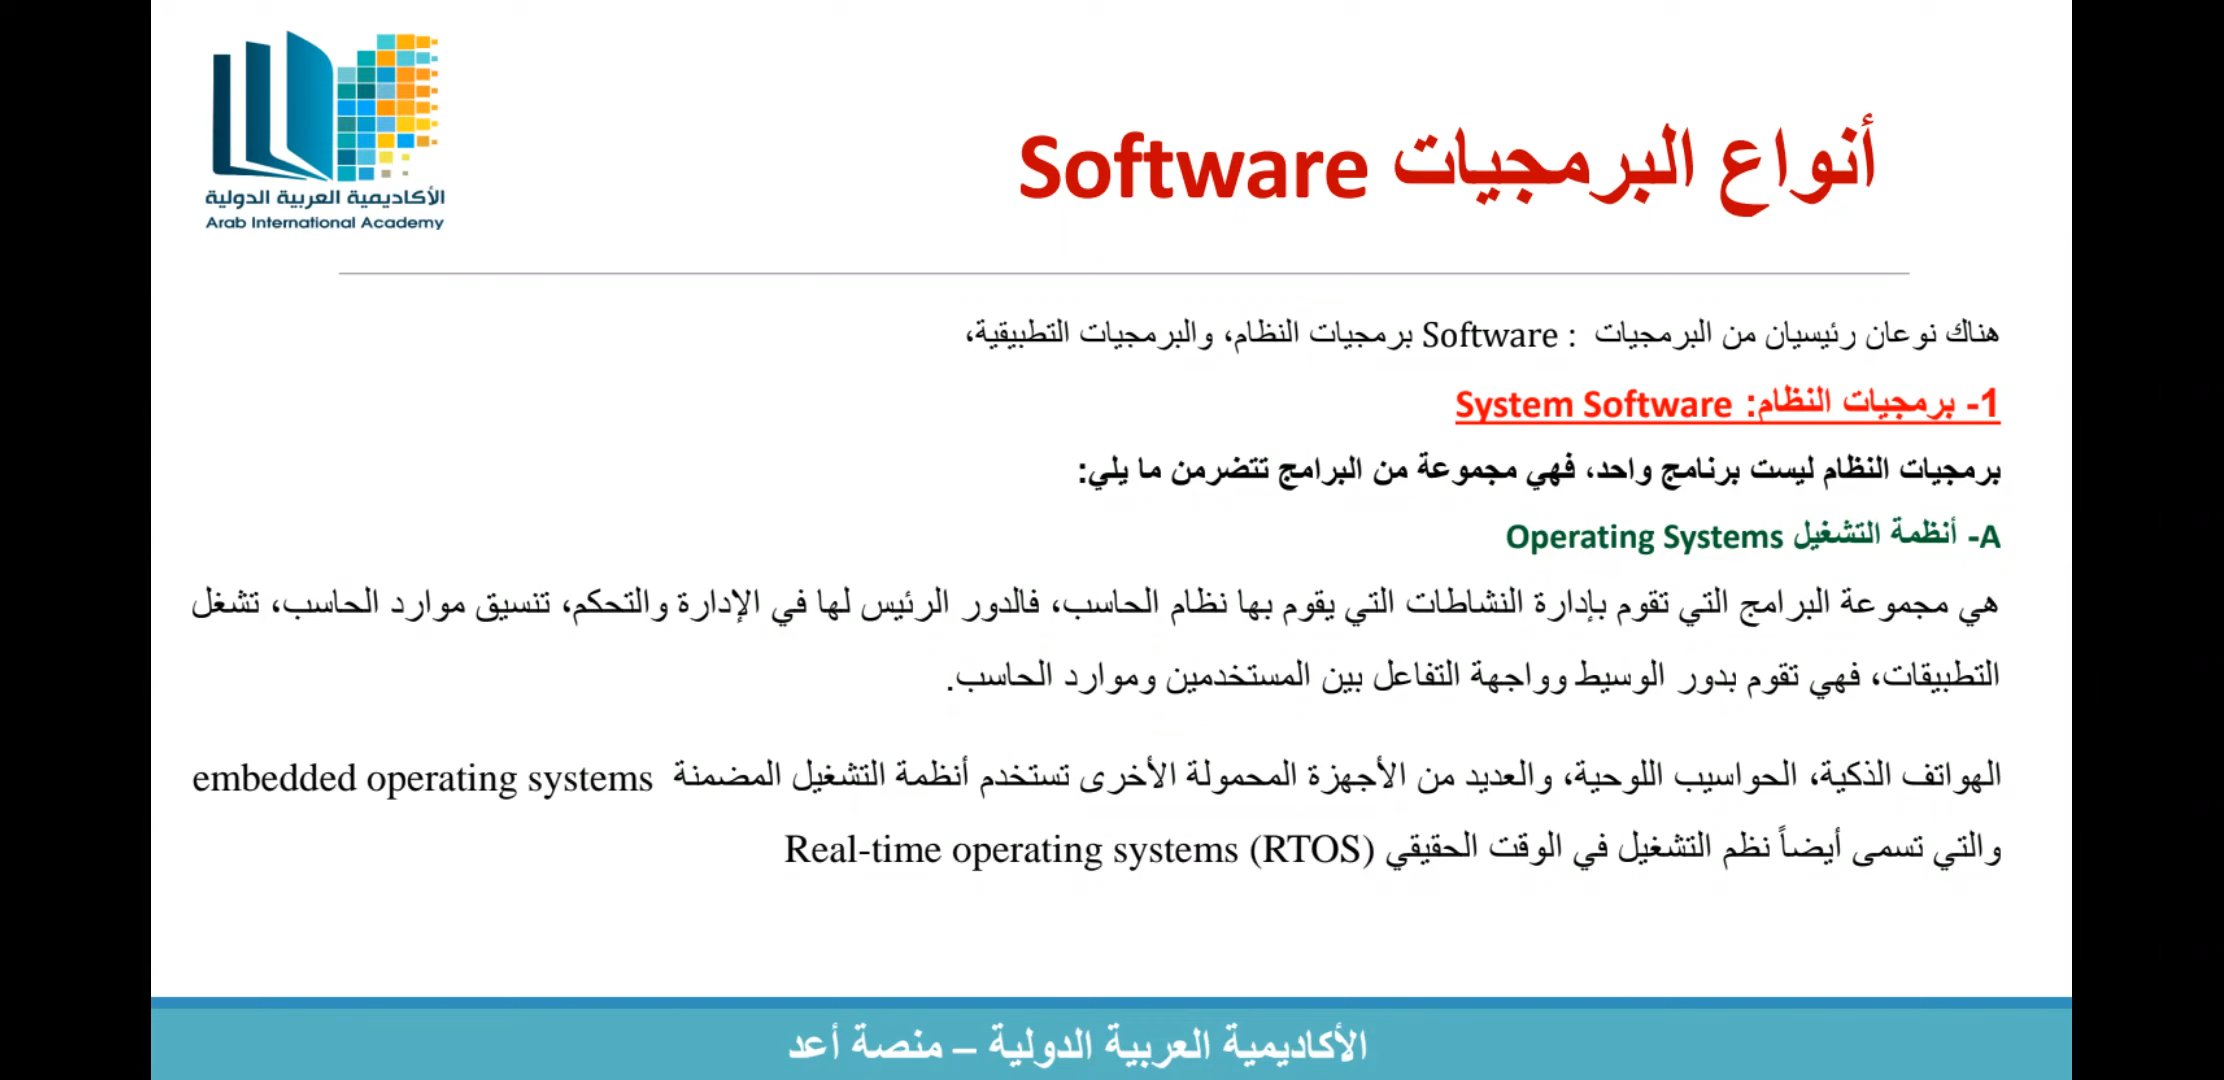 الأكاديمية العربية الدولية
Arab International Academy
أنواع البرمجيات Software
هناك نوعان رئيسيان من البرمجيات : Software برمجيات النظام، والبرمجيات التطبيقية،
1- برمجيات النظام: System Software
برمجيات النظام ليست برنامج واحد، فهي مجموعة من البرامج تتضرمن ما يلي:
A- أنظمة التشغيل Operating Systems
هي مجموعة البرامج التي تقوم بإدارة النشاطات التي يقوم بها نظام الحاسب، فالدور الرئيس لها في الإدارة والتحكم، تنسيق موارد الحاسب، تشغل
التطبيقات، فهي تقوم بدور الوسيط وواجهة التفاعل بين المستخدمين وموارد الحاسب.
الهواتف الذكية، الحواسيب اللوحية، والعديد من الأجهزة المحمولة الأخرى تستخدم أنظمة التشغيل المضمنة embedded operating systems
والتي تسمى أيضاً نظم التشغيل في الوقت الحقيقي Real-time operating systems (RTOS)
الأكاديمية العربية الدولية – منصة أعد